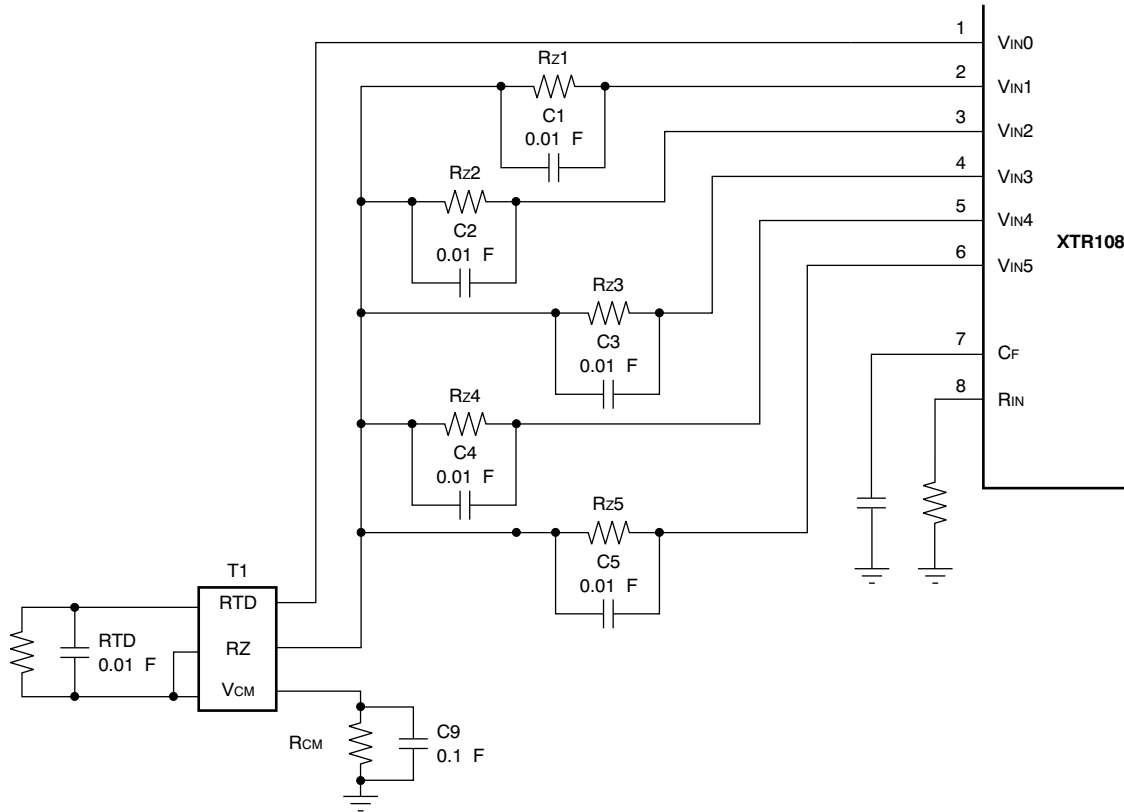 1
VIN0
RZ1
2
VIN1
C1
0.01 F
3
VIN2
4
VIN3
RZ2
C2
0.01 F
5
VIN4
XTR108
6
VIN5
RZ3
C3
0.01 F
7
CF
8
RIN
RZ4
C4
0.01 F
RZ5
C5
0.01 F
T1
RTD
RTD
0.01 F
RZ
VCM
RCM
C9
0.1 F